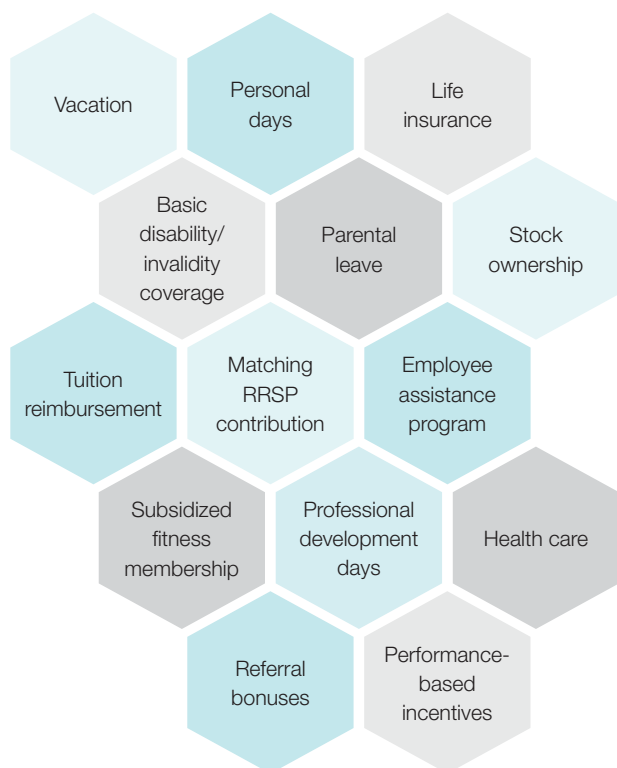 Vacation
Personal
days
Life
insurance
Basic
disability/
invalidity
coverage
Parental
leave
Stock
ownership
Tuition
reimbursement
Matching
RRSP
contribution
Employee
assistance
program
Subsidized
fitness
membership
Professional
development
days
Health care
Referral
bonuses
Performance-
based
incentives